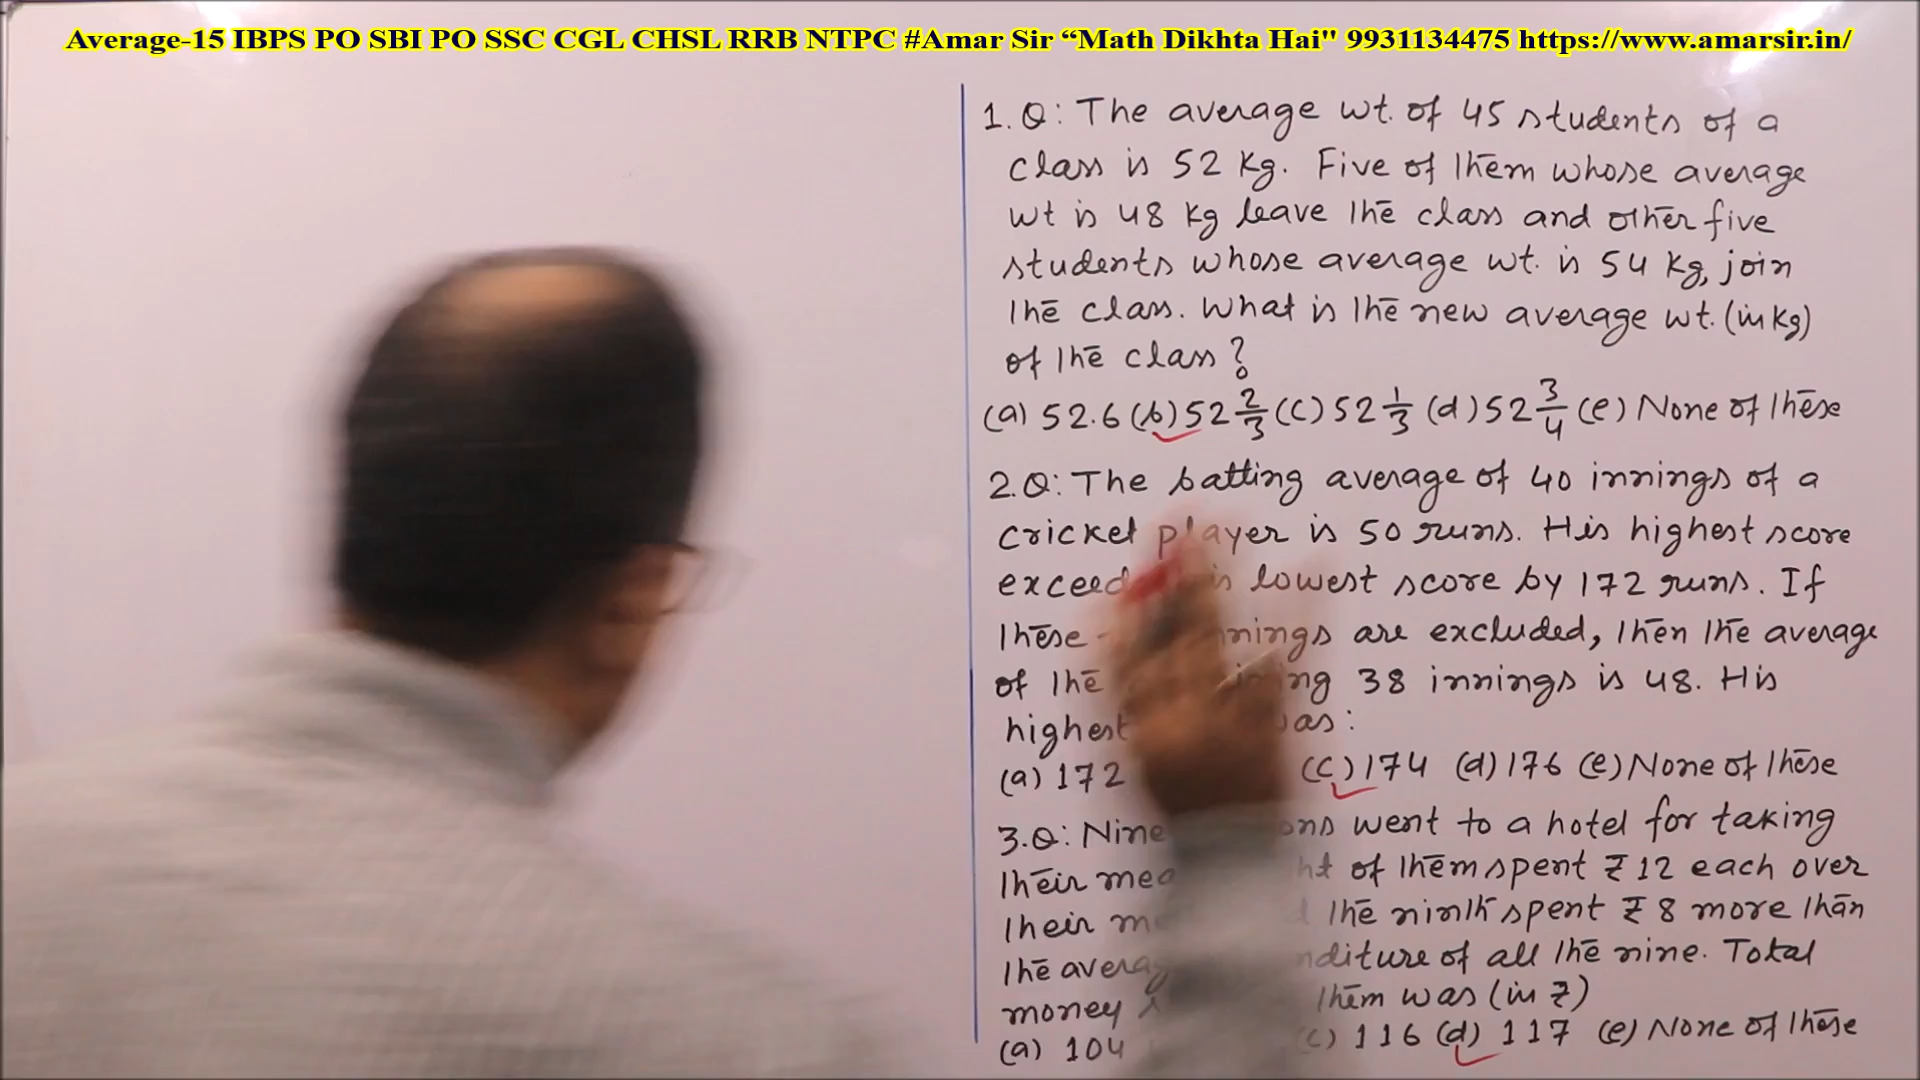 Average-15 IBPS PO SBI PO SSC CGL CHSL RRB NTPC #Amar Sir “Math Dikhta Hai" 9931134475 https://www.amarsir.in/
1.Q: The average wt. of 45 students of a
class is 52 Kg. Five of them whose average
wt is 48 Kg leave the class and other five
students whose average wt. is 54 Kg, join
the class. What is the new average wt. (in Kg)
of the class?
(a) 52.6 (b) 52 2/3 (c) 52 1/3 (d) 52 3/4 (e) None of these
2.Q: The batting average of 40 innings of a
cricket player is 50 runs. His highest score
exceed lowest score by 172 runs. If
these innings are excluded, then the average
of the 38 innings is 48. His
highest was:
(a) 172 (c) 174 (d) 176 (e) None of these
3.Q: Nine went to a hotel for taking
their of them spent ₹ 12 each over
their the ninth spent ₹ 8 more than
the of all the nine. Total
money them was (in ₹)
(a) 104 (c) 116 (d) 117 (e) None of these